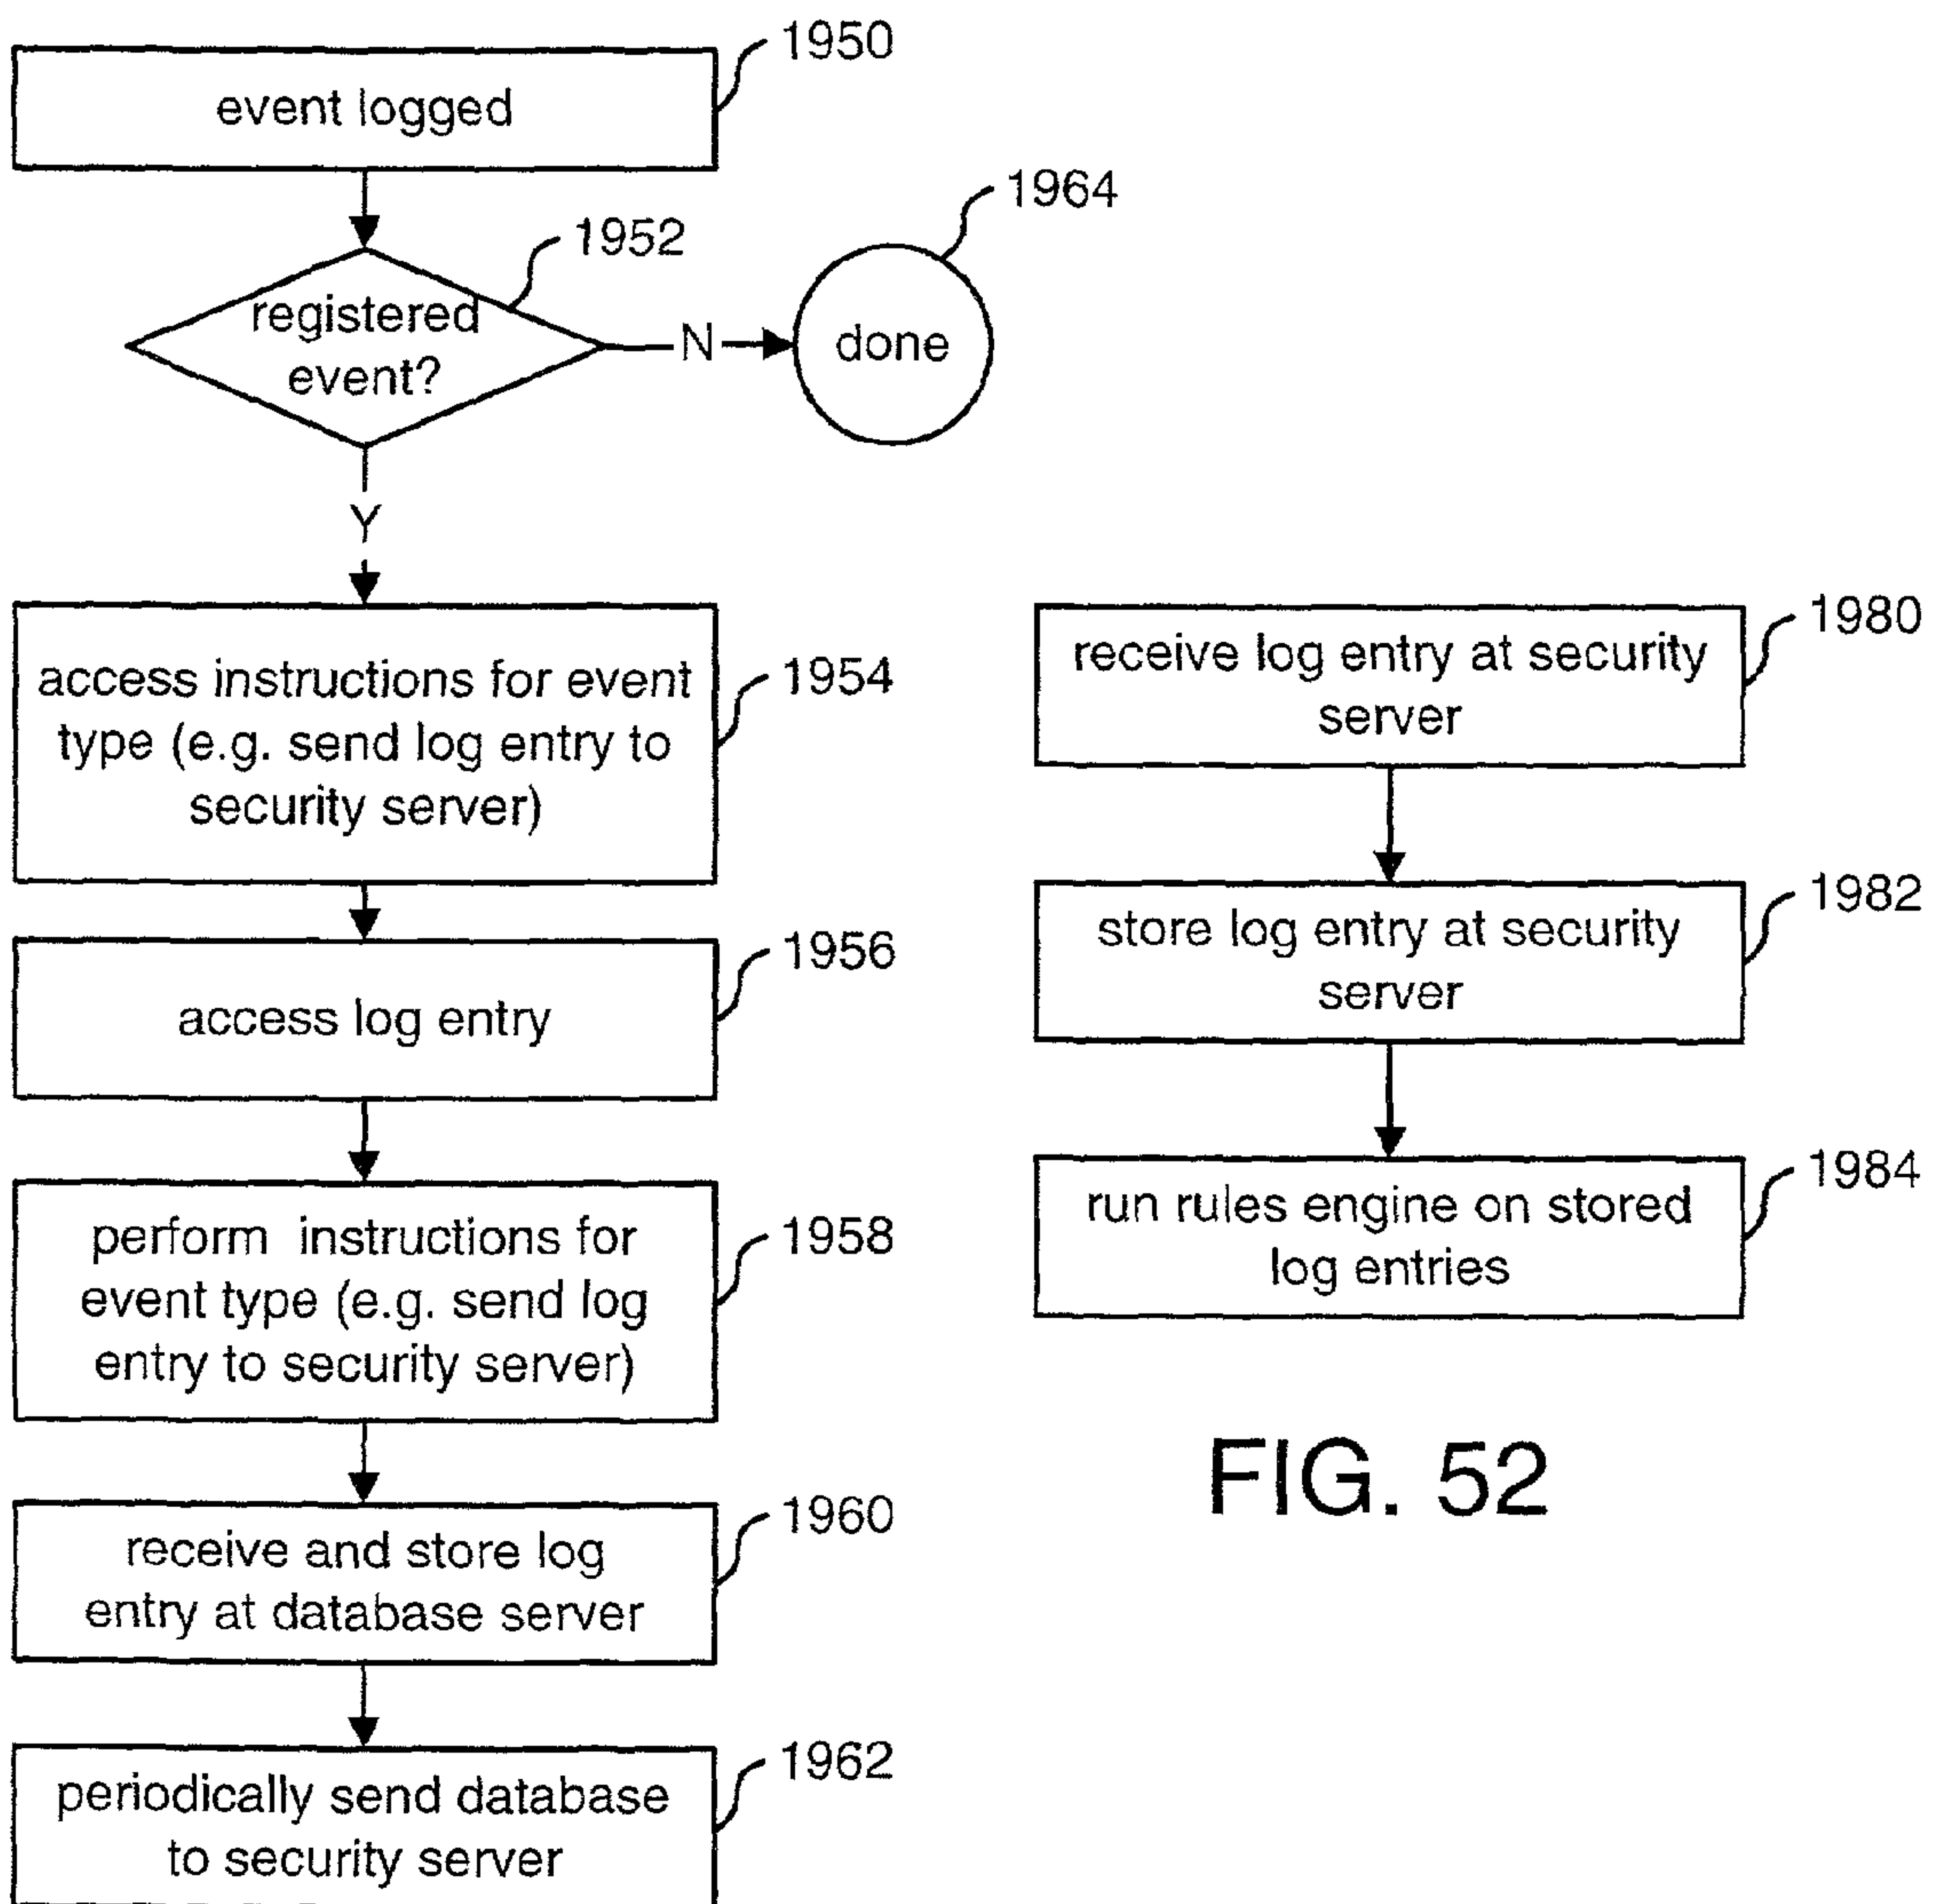 1950
event logged
1964
1952
registered
event?
N
done
Y
access instructions for event
type (e.g. send log entry to
security server)
1954
access log entry
1956
perform instructions for
event type (e.g. send log
entry to security server)
1958
receive and store log
entry at database server
1960
periodically send database
to security server
1962
receive log entry at security
server
1980
store log entry at security
server
1982
run rules engine on stored
log entries
1984
FIG. 52